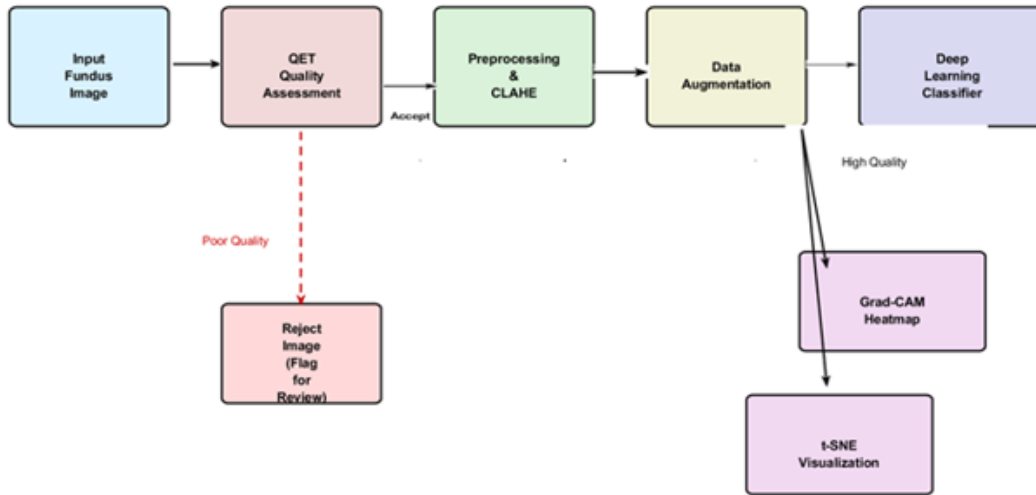 Input
Fundus
Image
QET
Quality
Assessment
Accept
Preprocessing
&
CLAHE
Data
Augmentation
Deep
Learning
Classifier
High Quality
Poor Quality
Reject
Image
(Flag
for
Review)
Grad-CAM
Heatmap
t-SNE
Visualization